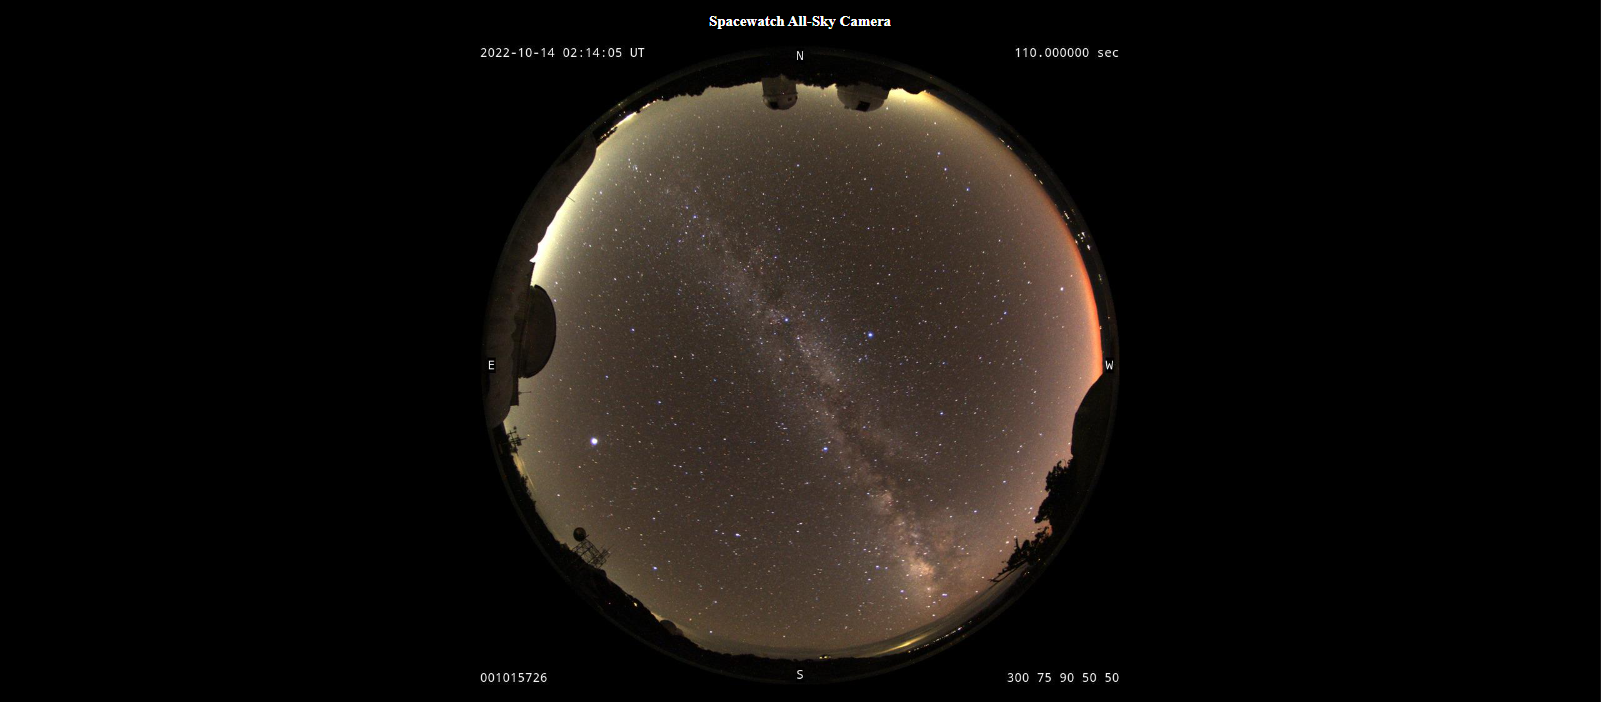 Spacewatch All-Sky Camera
2022-10-14 02:14:05 UT
N
110.000000 sec
E
W
S
001015726
300 75 90 50 50